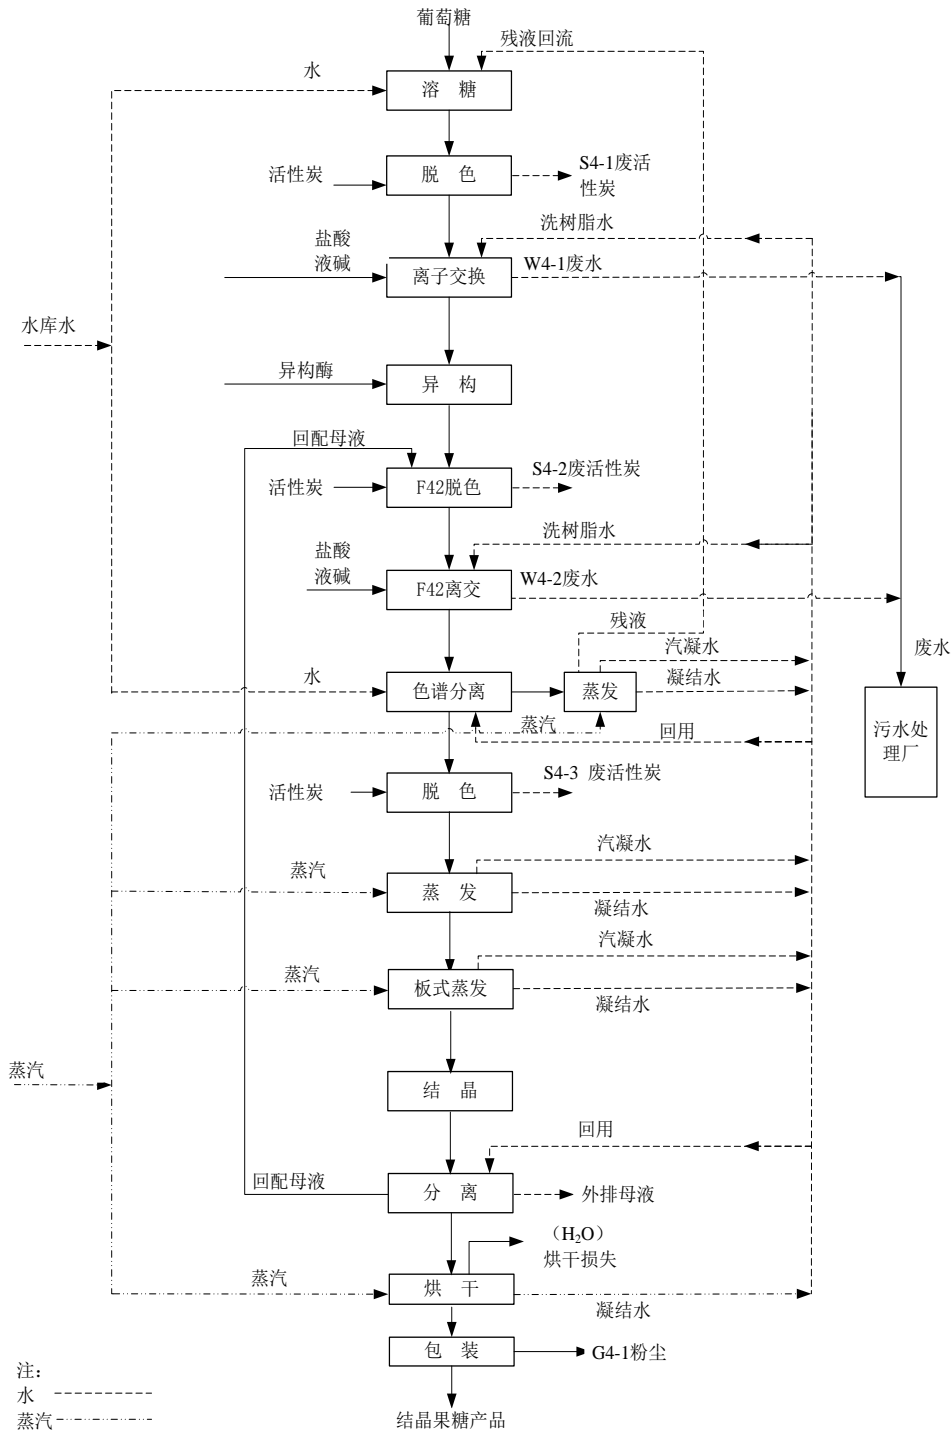 葡萄糖
残液回流
水
溶 糖
活性炭
脱 色
S4-1废活
性炭
洗树脂水
盐酸
液碱
离子交换
W4-1废水
水库水
异构酶
异 构
回配母液
S4-2废活性炭
活性炭
F42脱色
洗树脂水
盐酸
液碱
F42离交
W4-2废水
残液
汽凝水
废水
水
色谱分离
蒸发
凝结水
蒸汽
回用
污水处
理厂
S4-3 废活性炭
活性炭
脱 色
汽凝水
蒸汽
蒸 发
凝结水
汽凝水
蒸汽
板式蒸发
凝结水
蒸汽
结 晶
回用
回配母液
分 离
外排母液
（H₂O）
烘干损失
蒸汽
烘 干
凝结水
包 装
G4-1粉尘
注：
水
蒸汽
结晶果糖产品